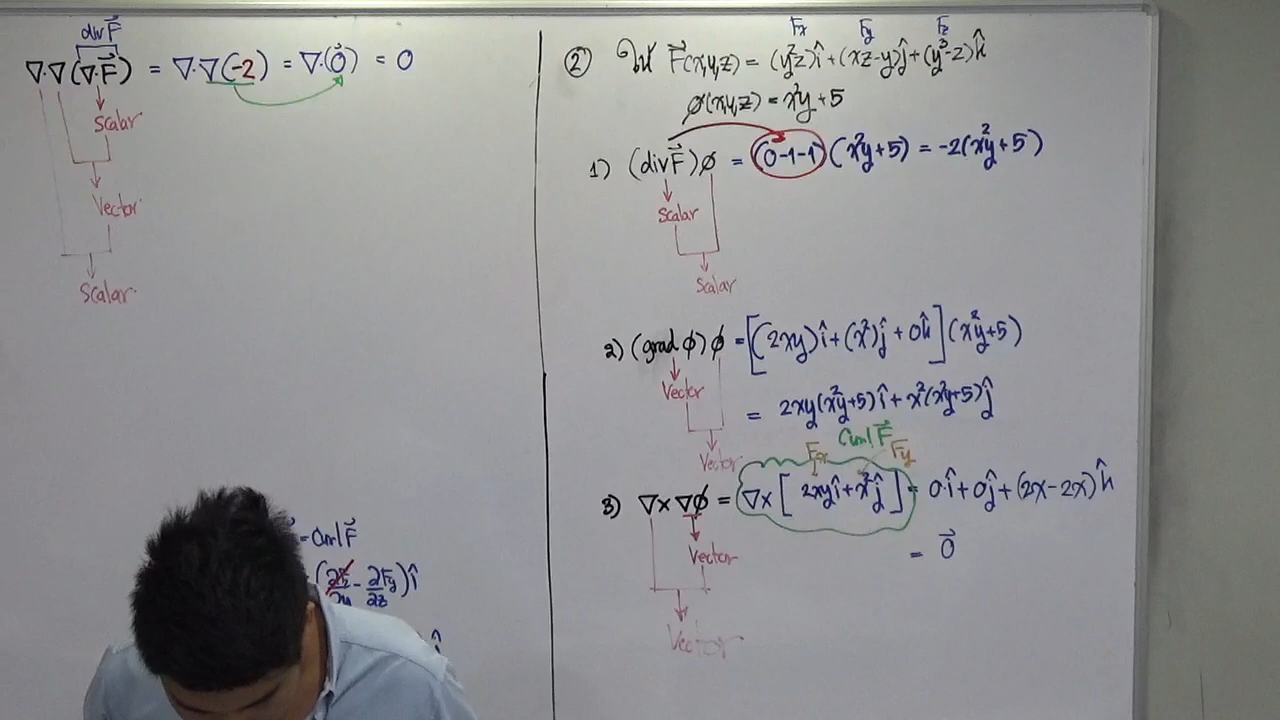 div F⃗
∇·∇(∇·F⃗) = ∇·∇(-2) = ∇·(0⃗) = 0
Scalar
Vector
Scalar
= Curl F⃗
∂Fy/∂z) î
Fx Fy Fz
② ให้ F⃗(x,y,z) = (y²z)î + (xz-y)ĵ + (y³-z)k̂
φ(x,y,z) = x²y + 5
1) (div F⃗)φ = (0-1-1)(x²y+5) = -2(x²y+5)
Scalar
Scalar
2) (grad φ)φ = [(2xy)î + (x²)ĵ + 0k̂](x²y+5)
Vector
= 2xy(x²y+5)î + x²(x²y+5)ĵ
Curl F⃗
Vector Fx Fy
3) ∇×∇φ = ∇×[2xyî + x²ĵ] = 0·î + 0ĵ + (2x-2x)k̂
Vector
= 0⃗
Vector